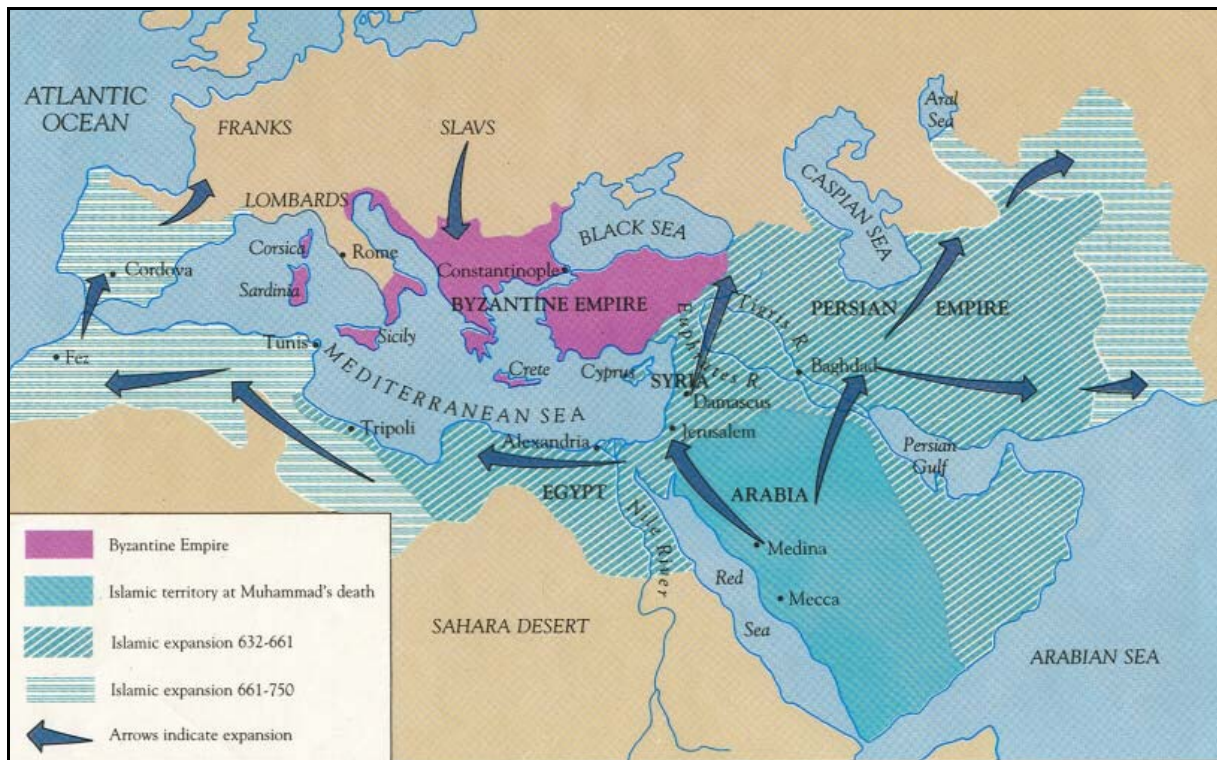 ATLANTIC
OCEAN
FRANKS
SLAVS
Aral
Sea
CASPIAN SEA
LOMBARDS
BLACK SEA
Corsica
Rome
Cordova
Constantinople
Sardinia
BYZANTINE EMPIRE
Tigris R.
PERSIAN EMPIRE
Euphrates R.
Tunis
Sicily
Fez
Crete
Cyprus
SYRIA
Baghdad
MEDITERRANEAN SEA
Damascus
Tripoli
Alexandria
Jerusalem
Persian
Gulf
EGYPT
ARABIA
Nile River
Medina
Red
Sea
Mecca
SAHARA DESERT
ARABIAN SEA
Byzantine Empire
Islamic territory at Muhammad's death
Islamic expansion 632-661
Islamic expansion 661-750
Arrows indicate expansion